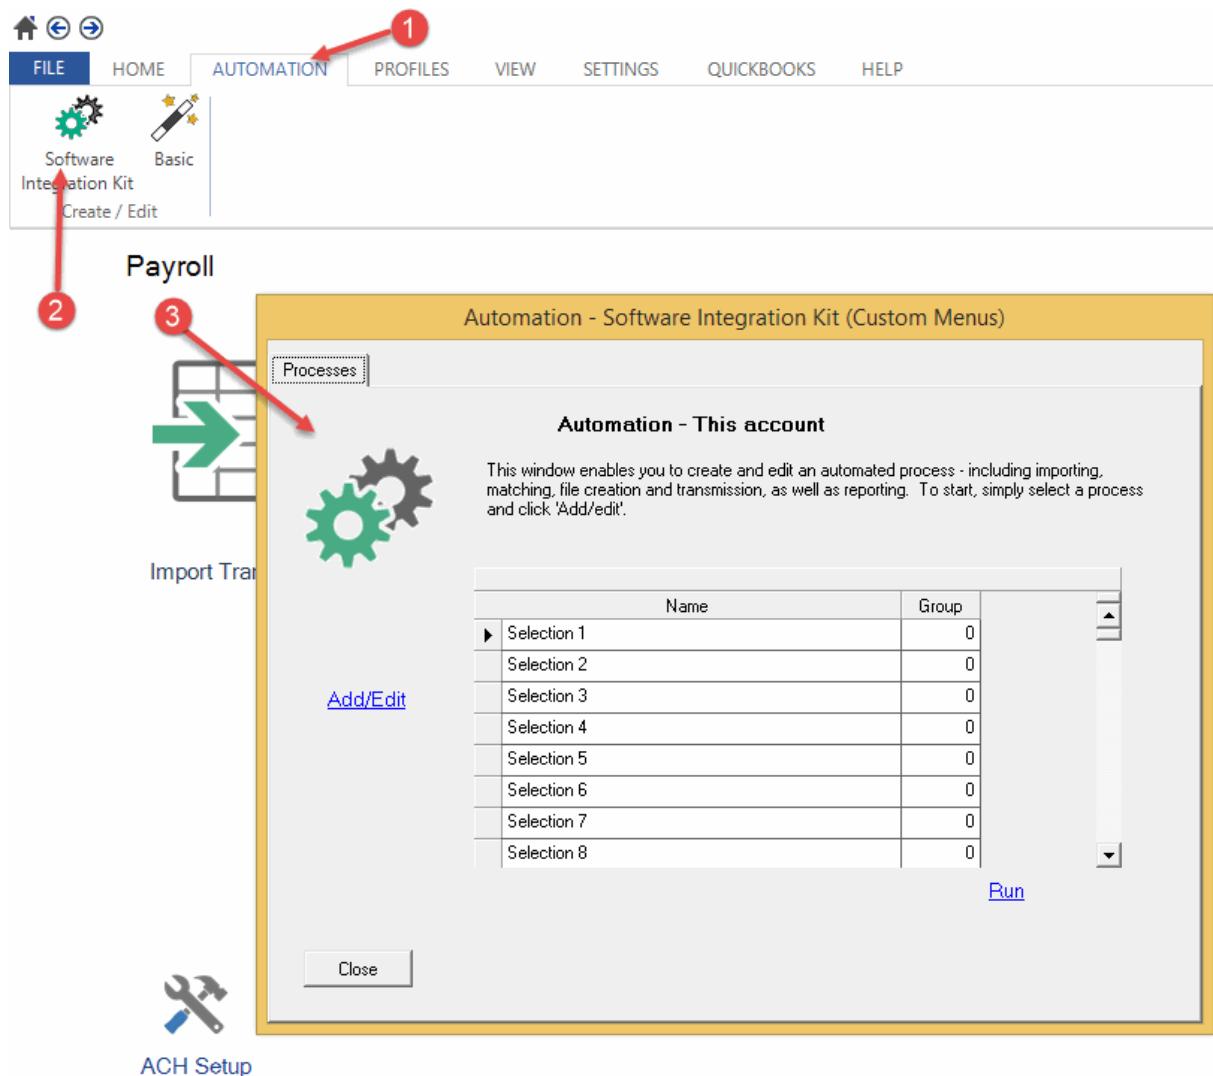 1
FILE HOME AUTOMATION PROFILES VIEW SETTINGS QUICKBOOKS HELP
Software
Integration Kit
Basic
Create / Edit
Payroll
2
3
Automation - Software Integration Kit (Custom Menus)
Processes
Automation - This account
This window enables you to create and edit an automated process - including importing,
matching, file creation and transmission, as well as reporting. To start, simply select a process
and click 'Add/edit'.
Import Tra
Name Group
Selection 1 0
Selection 2 0
Add/Edit
Selection 3 0
Selection 4 0
Selection 5 0
Selection 6 0
Selection 7 0
Selection 8 0
Run
Close
ACH Setup